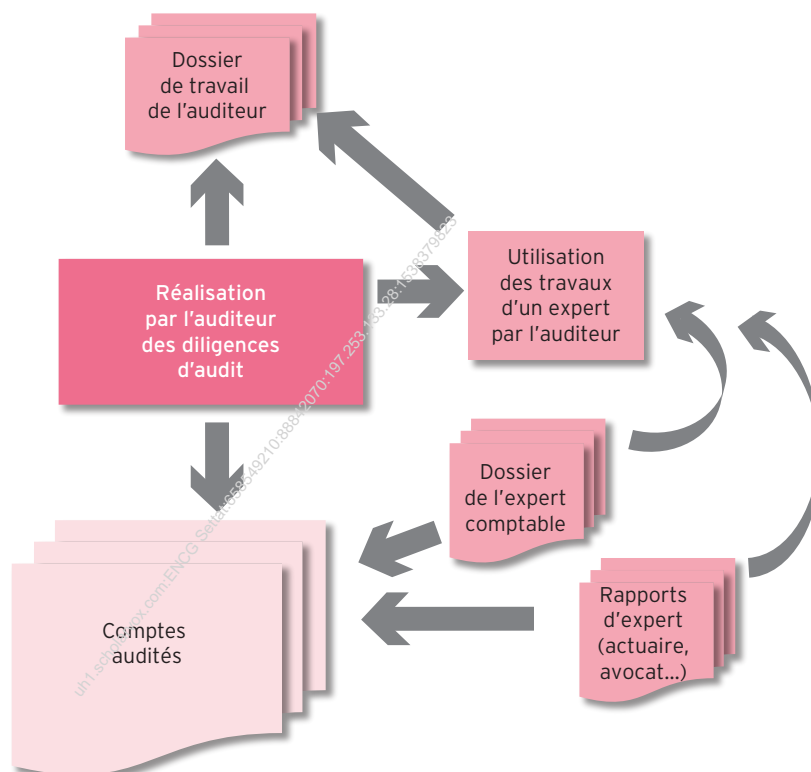 Dossier
de travail
de l’auditeur
Réalisation
par l’auditeur
des diligences
d’audit
Utilisation
des travaux
d’un expert
par l’auditeur
Dossier
de l’expert
comptable
Rapports
d’expert
(actuaire,
avocat...)
Comptes
audités